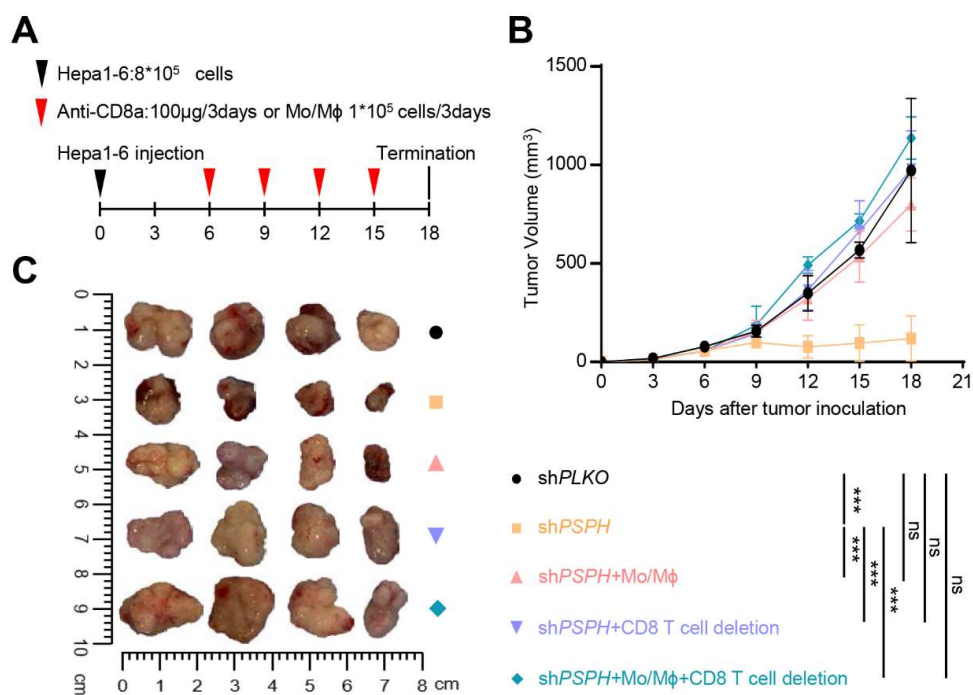 A
Hepa1-6:8*10⁵ cells
Anti-CD8a:100μg/3days or Mo/Mϕ 1*10⁵ cells/3days
Hepa1-6 injection
Termination
0 3 6 9 12 15 18
B
Tumor Volume (mm³)
1500
1000
500
0
0 3 6 9 12 15 18 21
Days after tumor inoculation
C
0
1
2
3
4
5
6
7
8
9
10
cm
0 1 2 3 4 5 6 7 8 cm
shPLKO
shPSPH
shPSPH+Mo/Mϕ
shPSPH+CD8 T cell deletion
shPSPH+Mo/Mϕ+CD8 T cell deletion
***
***
***
***
ns
ns
ns